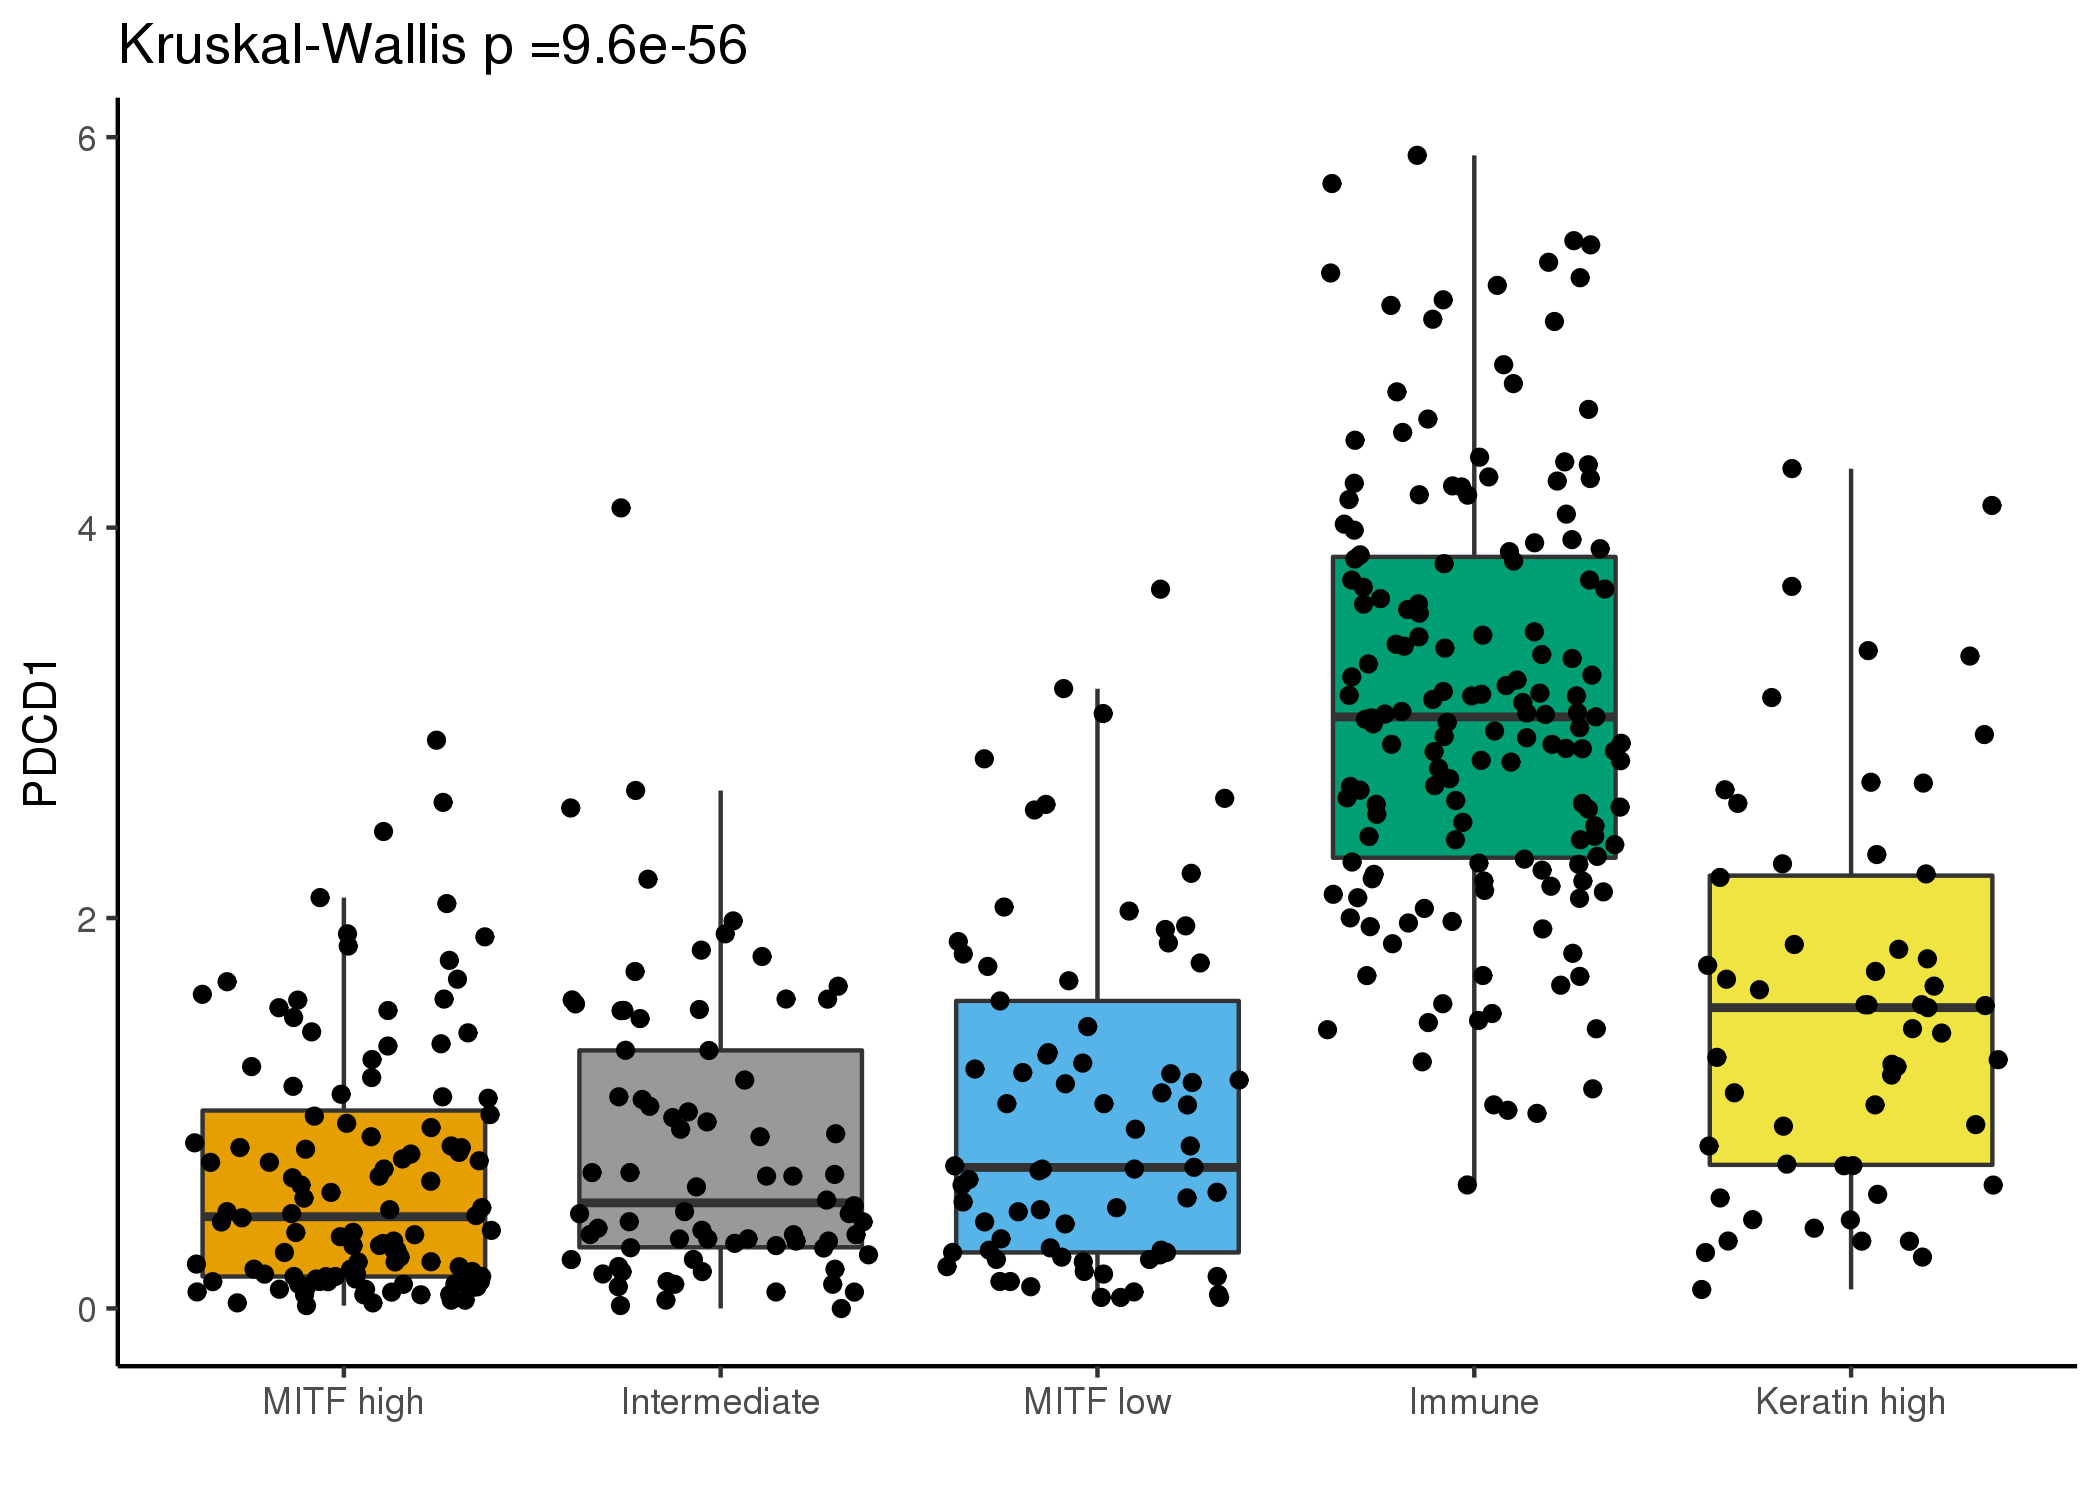 Kruskal-Wallis p =9.6e-56
PDCD1
6
4
2
0
MITF high
Intermediate
MITF low
Immune
Keratin high